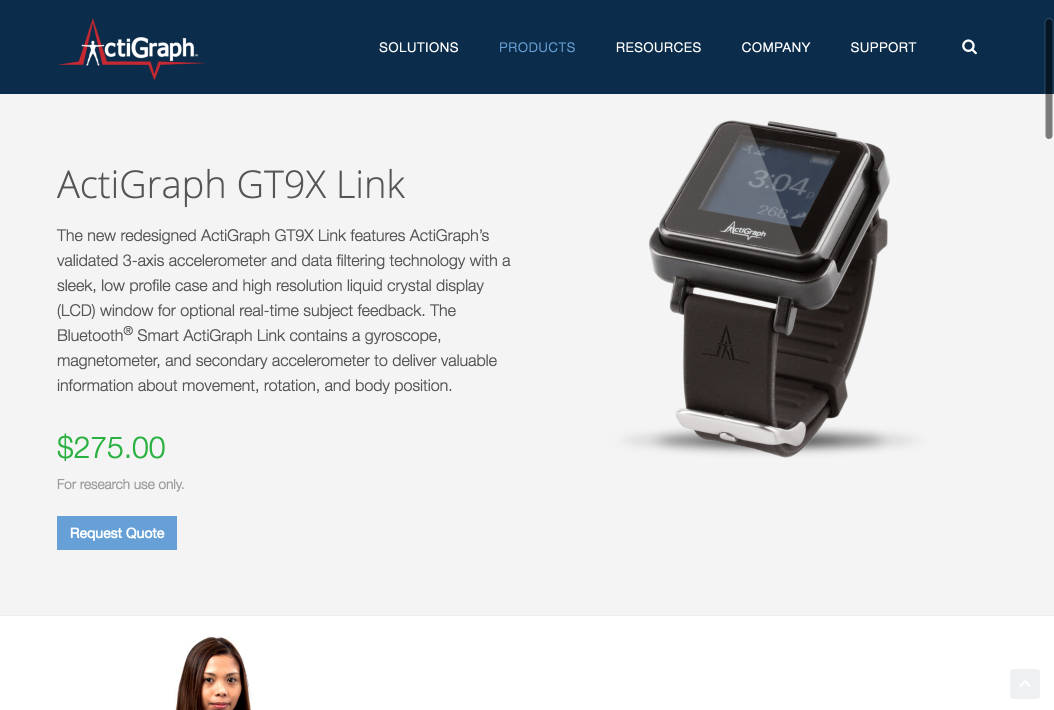 ActiGraph
SOLUTIONS
PRODUCTS
RESOURCES
COMPANY
SUPPORT
ActiGraph GT9X Link
The new redesigned ActiGraph GT9X Link features ActiGraph’s
validated 3-axis accelerometer and data filtering technology with a
sleek, low profile case and high resolution liquid crystal display
(LCD) window for optional real-time subject feedback. The
Bluetooth® Smart ActiGraph Link contains a gyroscope,
magnetometer, and secondary accelerometer to deliver valuable
information about movement, rotation, and body position.
$275.00
For research use only.
Request Quote
3:04
268
ActiGraph